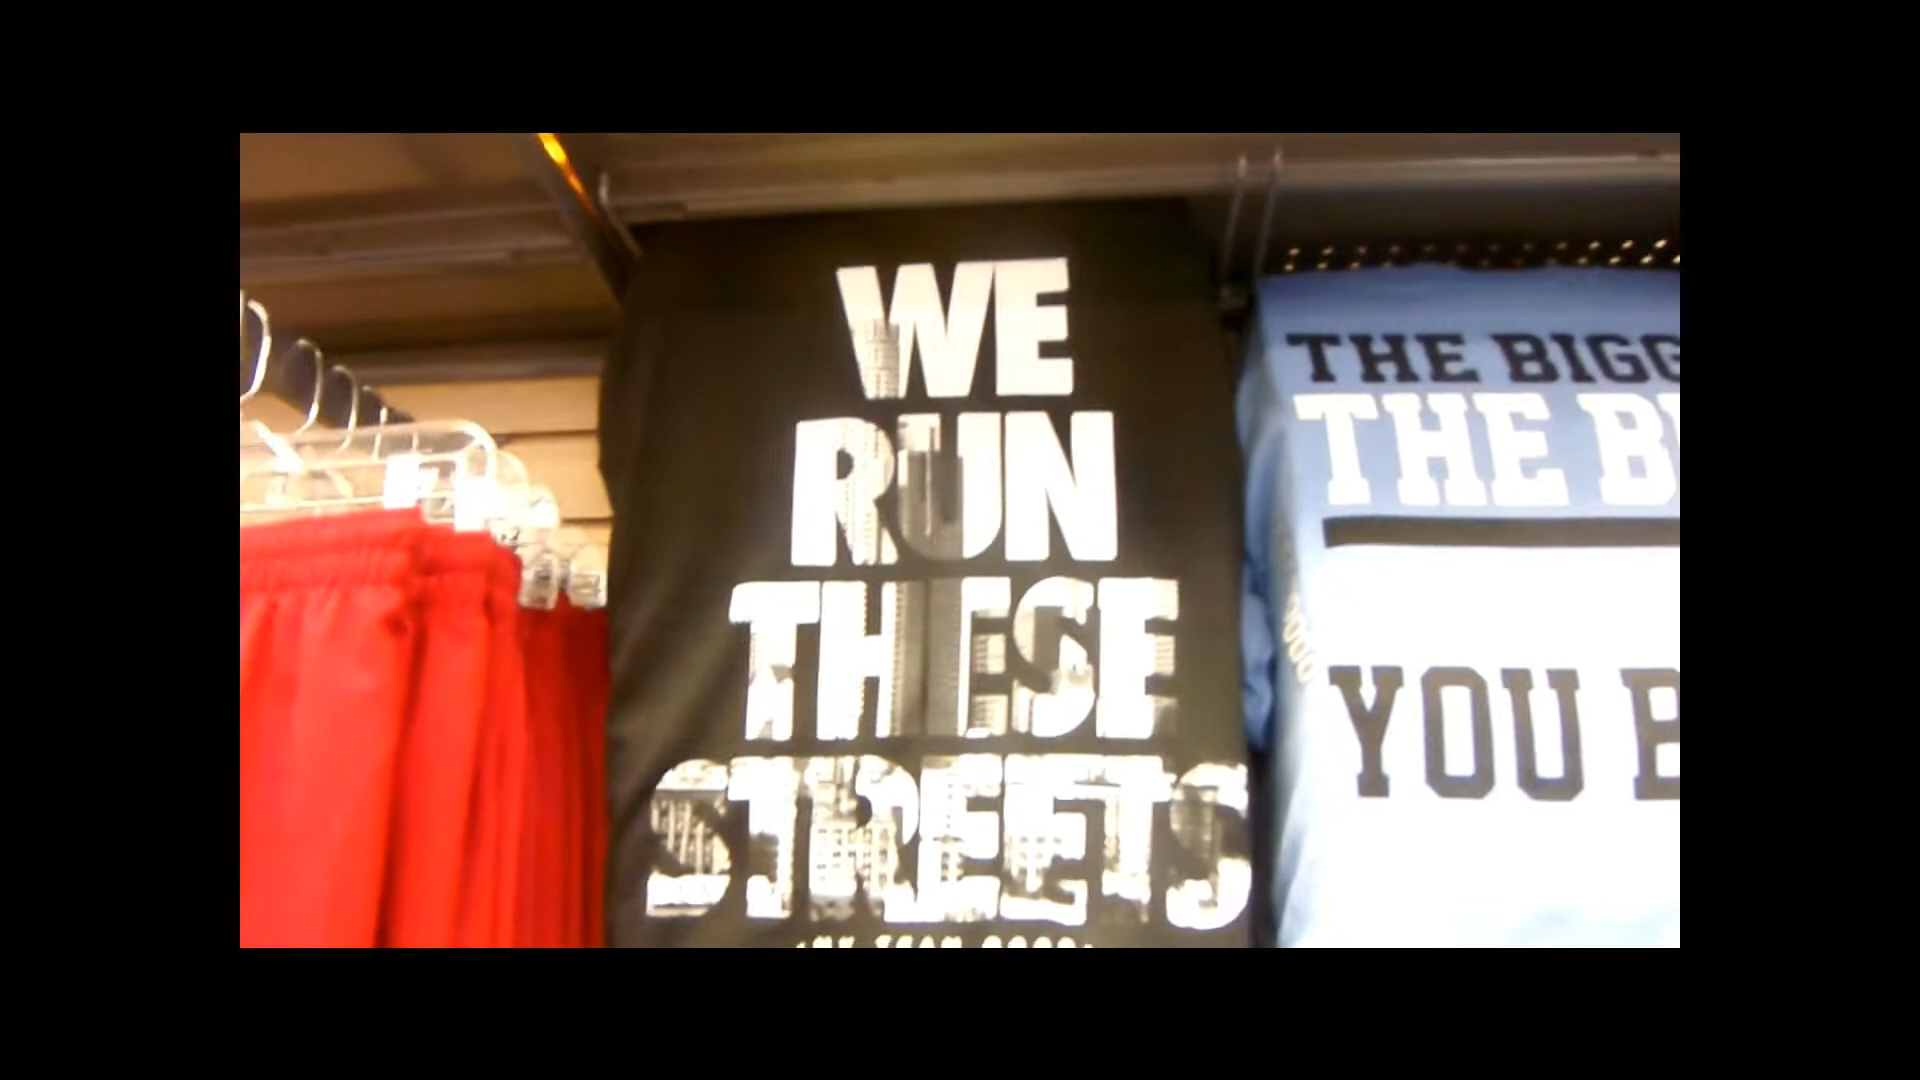 WE
RUN
THESE
STREETS
THE BIGG
THE B
YOU B